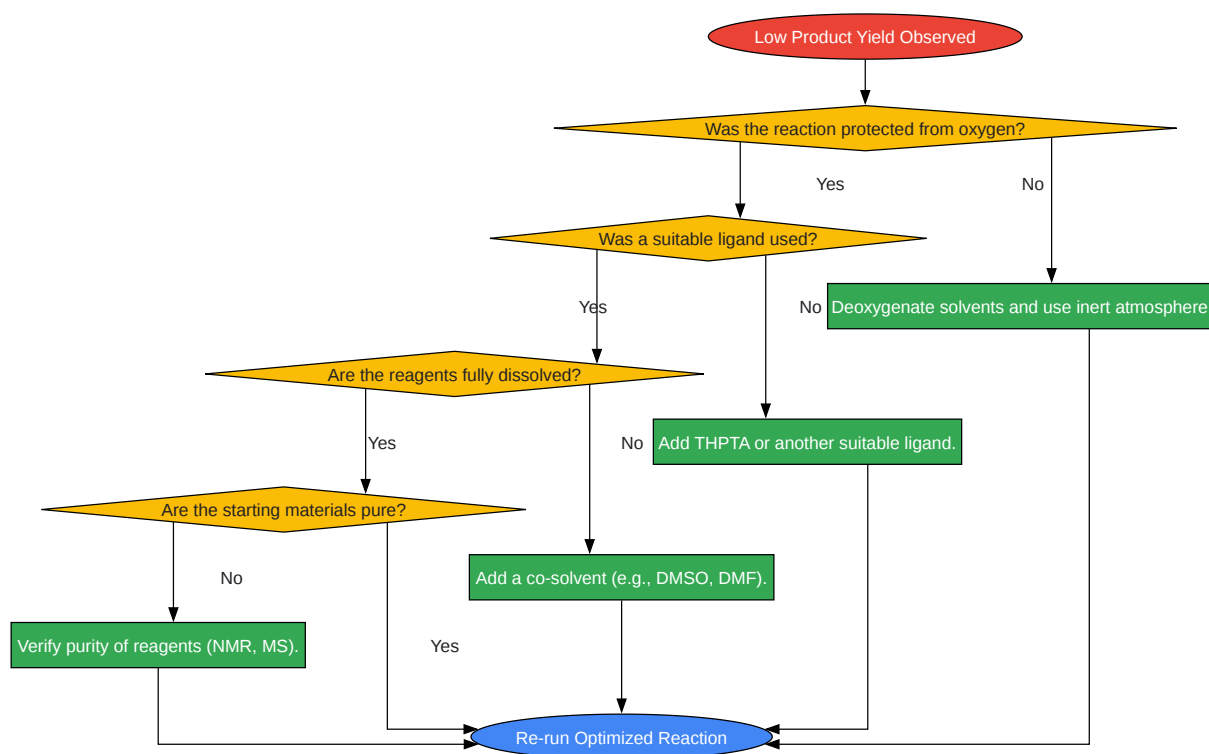 Low Product Yield Observed
Was the reaction protected from oxygen?
Yes
No
Was a suitable ligand used?
Yes
No
Deoxygenate solvents and use inert atmosphere
Are the reagents fully dissolved?
Yes
No
Add THPTA or another suitable ligand.
Are the starting materials pure?
No
Add a co-solvent (e.g., DMSO, DMF).
Verify purity of reagents (NMR, MS).
Yes
Re-run Optimized Reaction